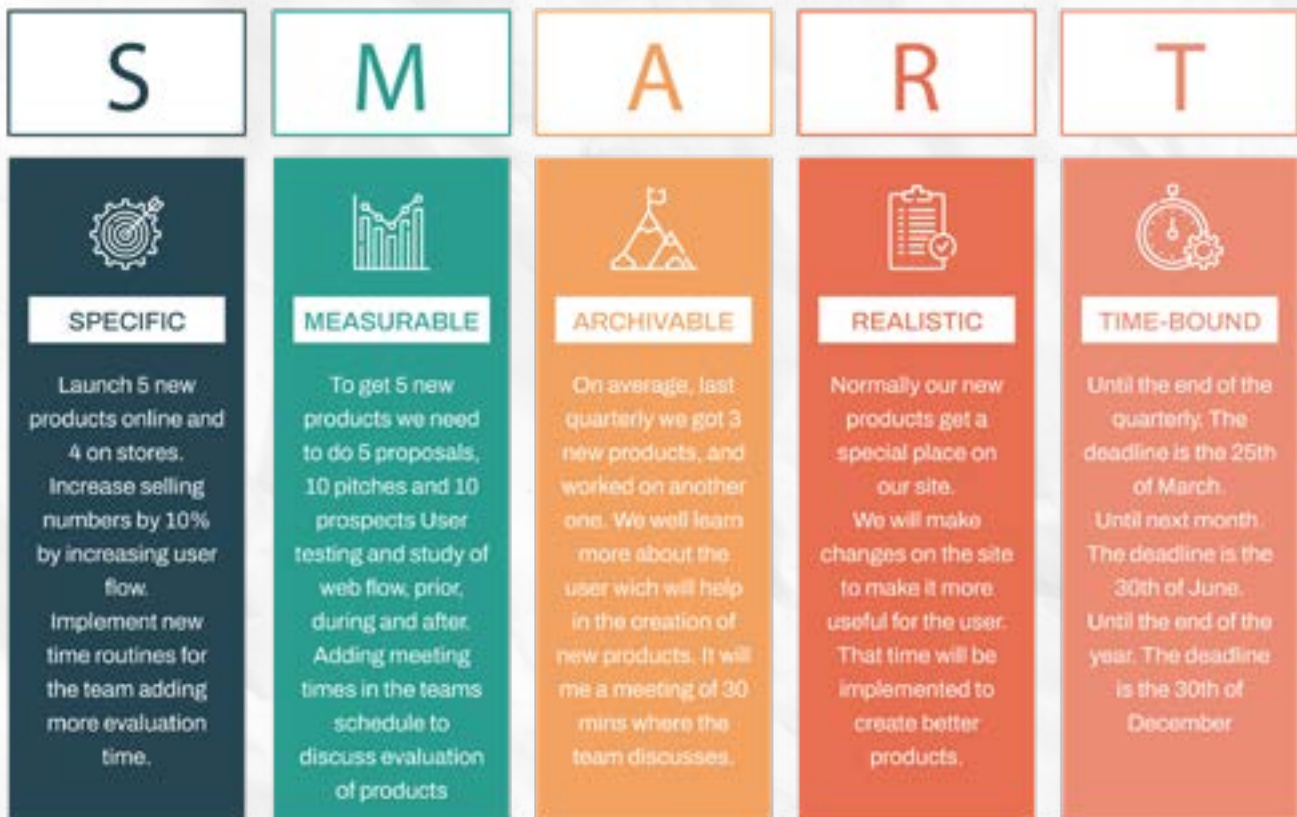 S
M
A
R
T
SPECIFIC
Launch 5 new
products online and
4 on stores.
Increase selling
numbers by 10%
by increasing user
flow.
Implement new
time routines for
the team adding
more evaluation
time.
MEASURABLE
To get 5 new
products we need
to do 5 proposals,
10 pitches and 10
prospects User
testing and study of
web flow, prior,
during and after.
Adding meeting
times in the teams
schedule to
discuss evaluation
of products
ARCHIVABLE
On average, last
quarterly we got 3
new products, and
worked on another
one. We well learn
more about the
user wich will help
in the creation of
new products. It will
me a meeting of 30
mins where the
team discusses.
REALISTIC
Normally our new
products get a
special place on
our site.
We will make
changes on the site
to make it more
useful for the user.
That time will be
implemented to
create better
products.
TIME-BOUND
Until the end of the
quarterly. The
deadline is the 25th
of March.
Until next month.
The deadline is the
30th of June.
Until the end of the
year. The deadline
is the 30th of
December